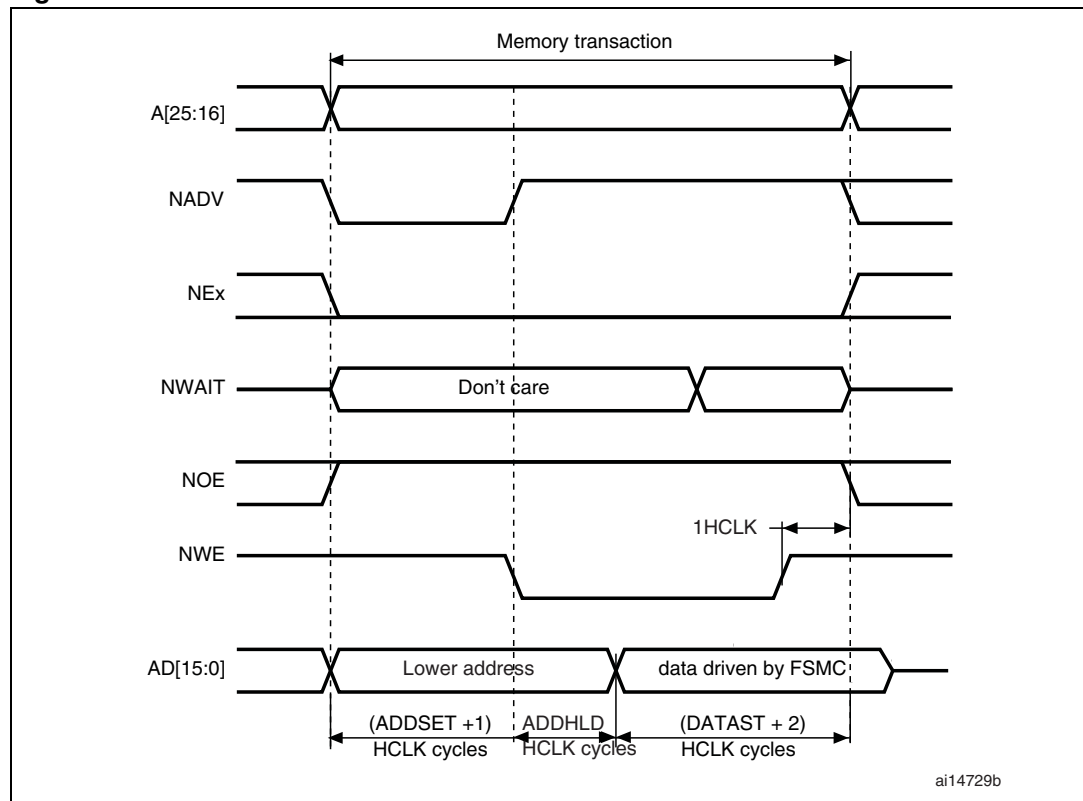 Memory transaction
A[25:16]
NADV
NEx
NWAIT
Don't care
NOE
1HCLK
NWE
AD[15:0]
Lower address
data driven by FSMC
(ADDSET +1)
HCLK cycles
ADDHLD
HCLK cycles
(DATAST + 2)
HCLK cycles
ai14729b